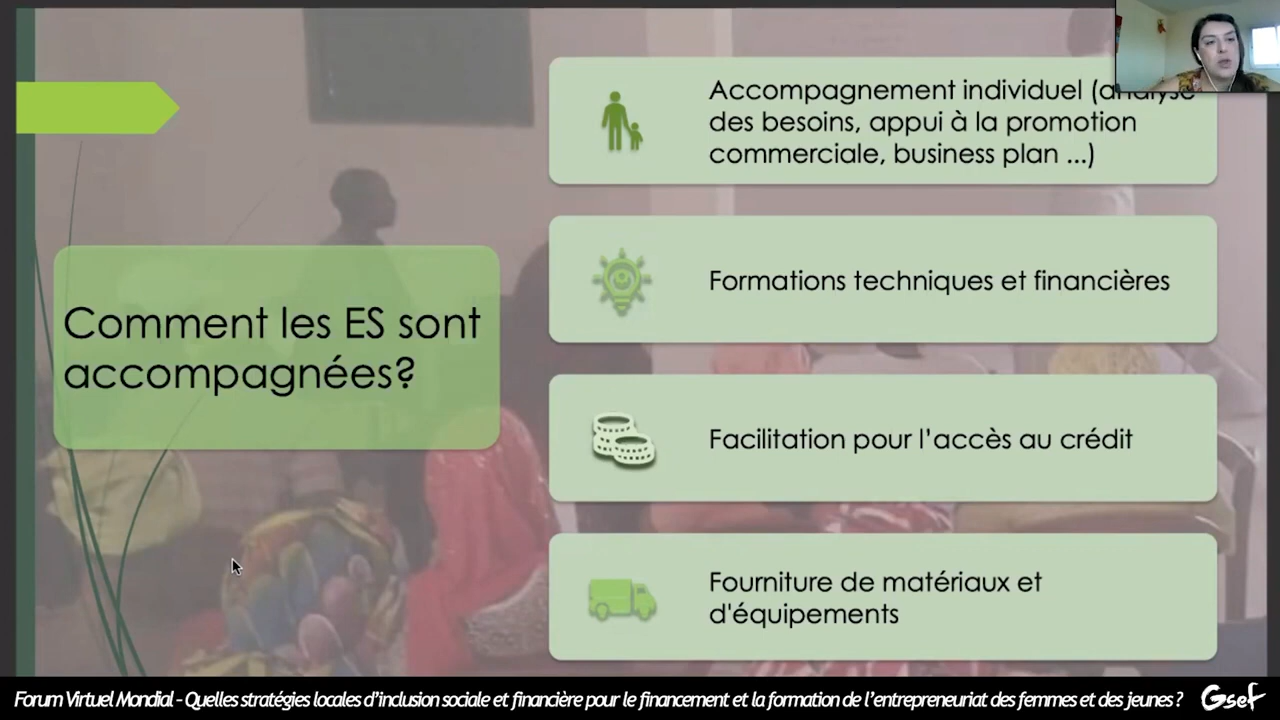 Comment les ES sont
accompagnées?
Accompagnement individuel (analyse
des besoins, appui à la promotion
commerciale, business plan ...)
Formations techniques et financières
Facilitation pour l'accès au crédit
Fourniture de matériaux et
d'équipements
Forum Virtuel Mondial - Quelles stratégies locales d'inclusion sociale et financière pour le financement et la formation de l'entrepreneuriat des femmes et des jeunes ?
Gsef